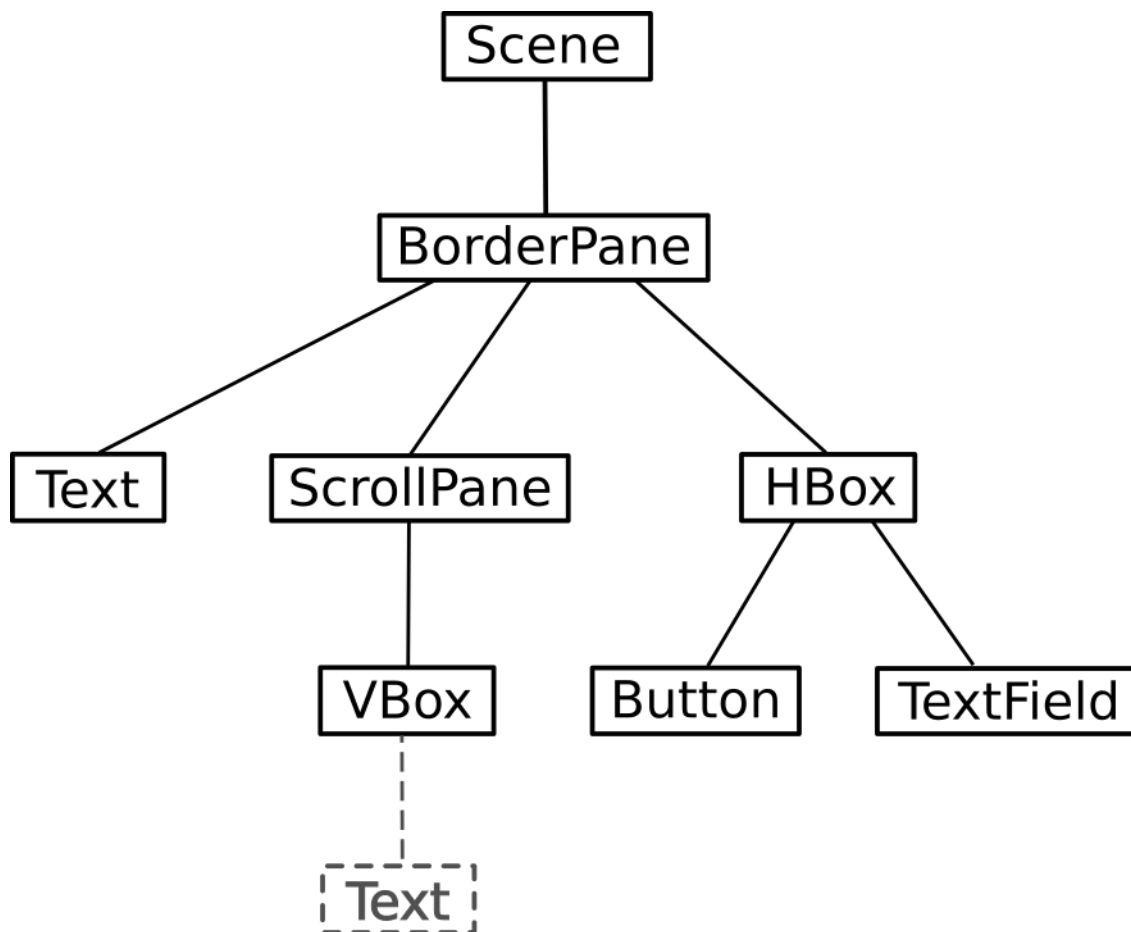 Scene
BorderPane
Text
ScrollPane
HBox
VBox
Button
TextField
Text